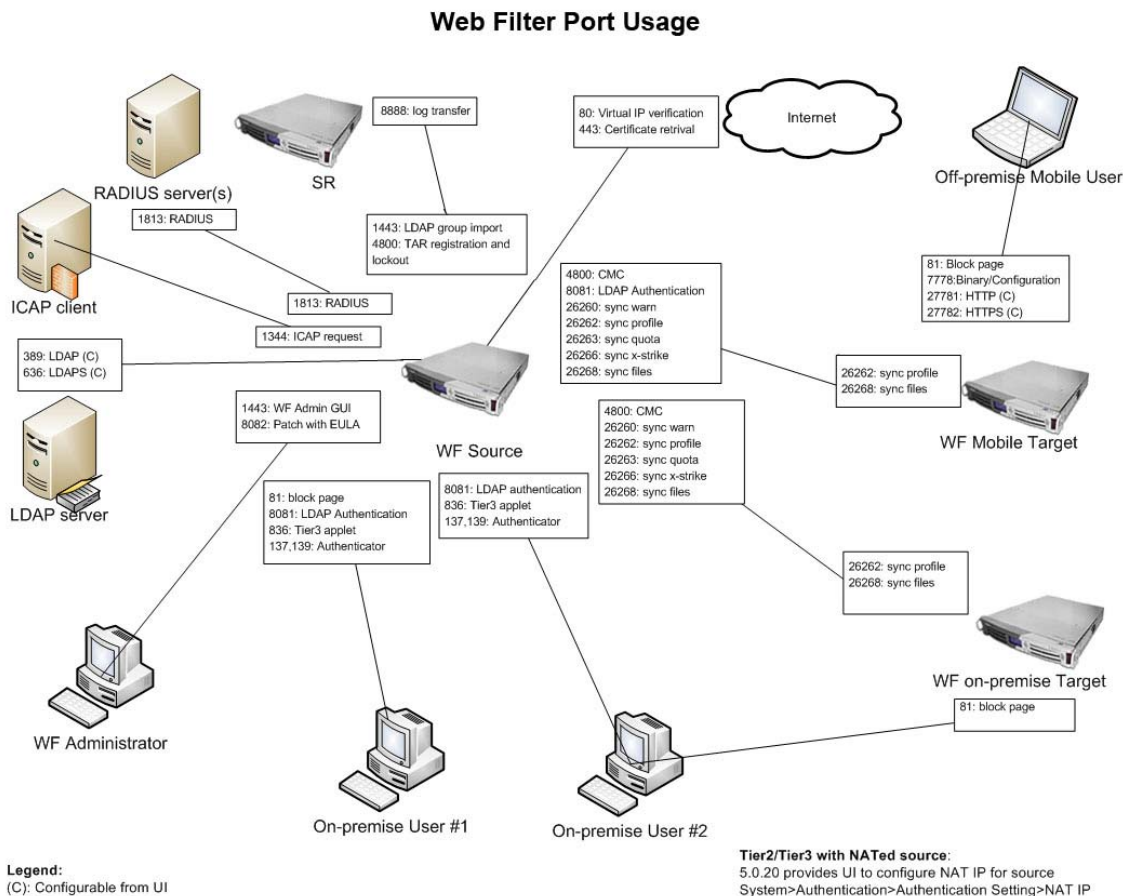 Web Filter Port Usage
8888: log transfer
80: Virtual IP verification
443: Certificate retrival
Internet
SR
RADIUS server(s)
Off-premise Mobile User
1813: RADIUS
1443: LDAP group import
4800: TAR registration and
lockout
81: Block page
7778:Binary/Configuration
27781: HTTP (C)
27782: HTTPS (C)
ICAP client
1813: RADIUS
4800: CMC
8081: LDAP Authentication
26260: sync warn
26262: sync profile
26263: sync quota
26266: sync x-strike
26268: sync files
1344: ICAP request
389: LDAP (C)
636: LDAPS (C)
26262: sync profile
26268: sync files
1443: WF Admin GUI
8082: Patch with EULA
WF Source
4800: CMC
26260: sync warn
26262: sync profile
26263: sync quota
26266: sync x-strike
26268: sync files
WF Mobile Target
LDAP server
81: block page
8081: LDAP Authentication
836: Tier3 applet
137,139: Authenticator
8081: LDAP authentication
836: Tier3 applet
137,139: Authenticator
26262: sync profile
26268: sync files
WF on-premise Target
81: block page
WF Administrator
On-premise User #1
On-premise User #2
Legend:
(C): Configurable from UI
Tier2/Tier3 with NATed source:
5.0.20 provides UI to configure NAT IP for source
System>Authentication>Authentication Setting>NAT IP